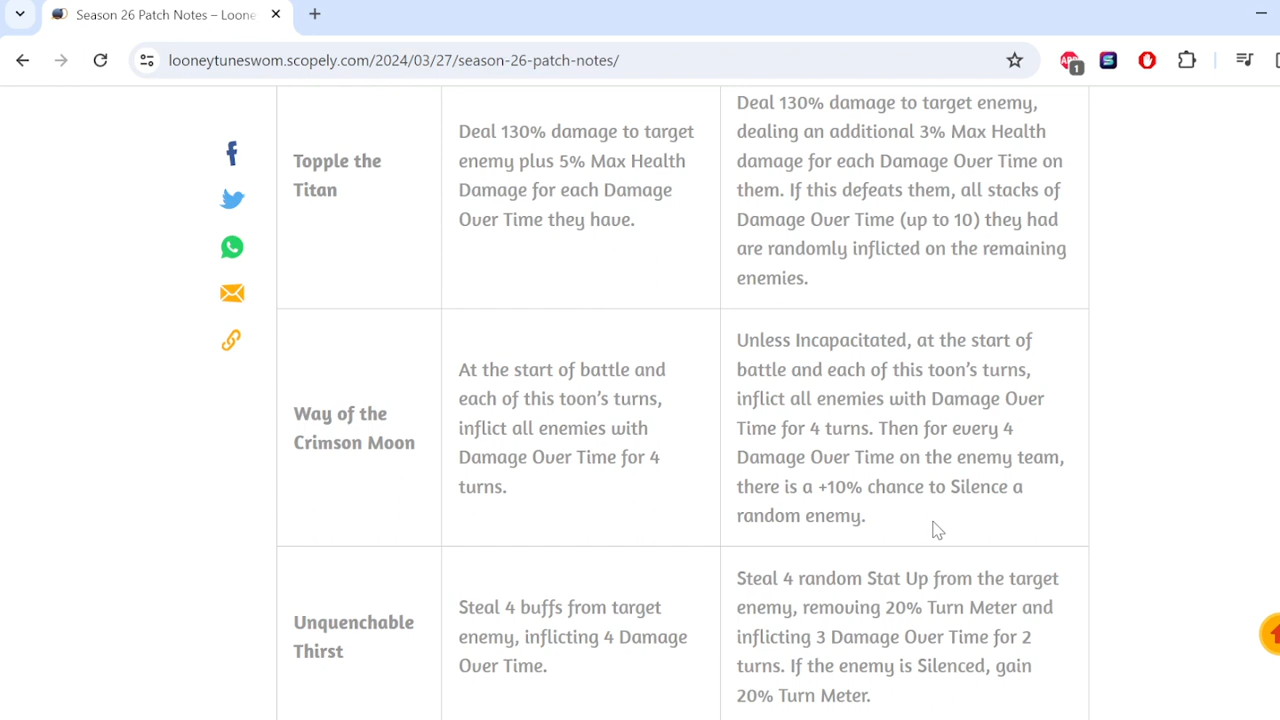 Season 26 Patch Notes – Loone
looneytuneswom.scopely.com/2024/03/27/season-26-patch-notes/
1
Topple the
Titan
Deal 130% damage to target
enemy plus 5% Max Health
Damage for each Damage
Over Time they have.
Deal 130% damage to target enemy,
dealing an additional 3% Max Health
damage for each Damage Over Time on
them. If this defeats them, all stacks of
Damage Over Time (up to 10) they had
are randomly inflicted on the remaining
enemies.
Way of the
Crimson Moon
At the start of battle and
each of this toon’s turns,
inflict all enemies with
Damage Over Time for 4
turns.
Unless Incapacitated, at the start of
battle and each of this toon’s turns,
inflict all enemies with Damage Over
Time for 4 turns. Then for every 4
Damage Over Time on the enemy team,
there is a +10% chance to Silence a
random enemy.
Unquenchable
Thirst
Steal 4 buffs from target
enemy, inflicting 4 Damage
Over Time.
Steal 4 random Stat Up from the target
enemy, removing 20% Turn Meter and
inflicting 3 Damage Over Time for 2
turns. If the enemy is Silenced, gain
20% Turn Meter.